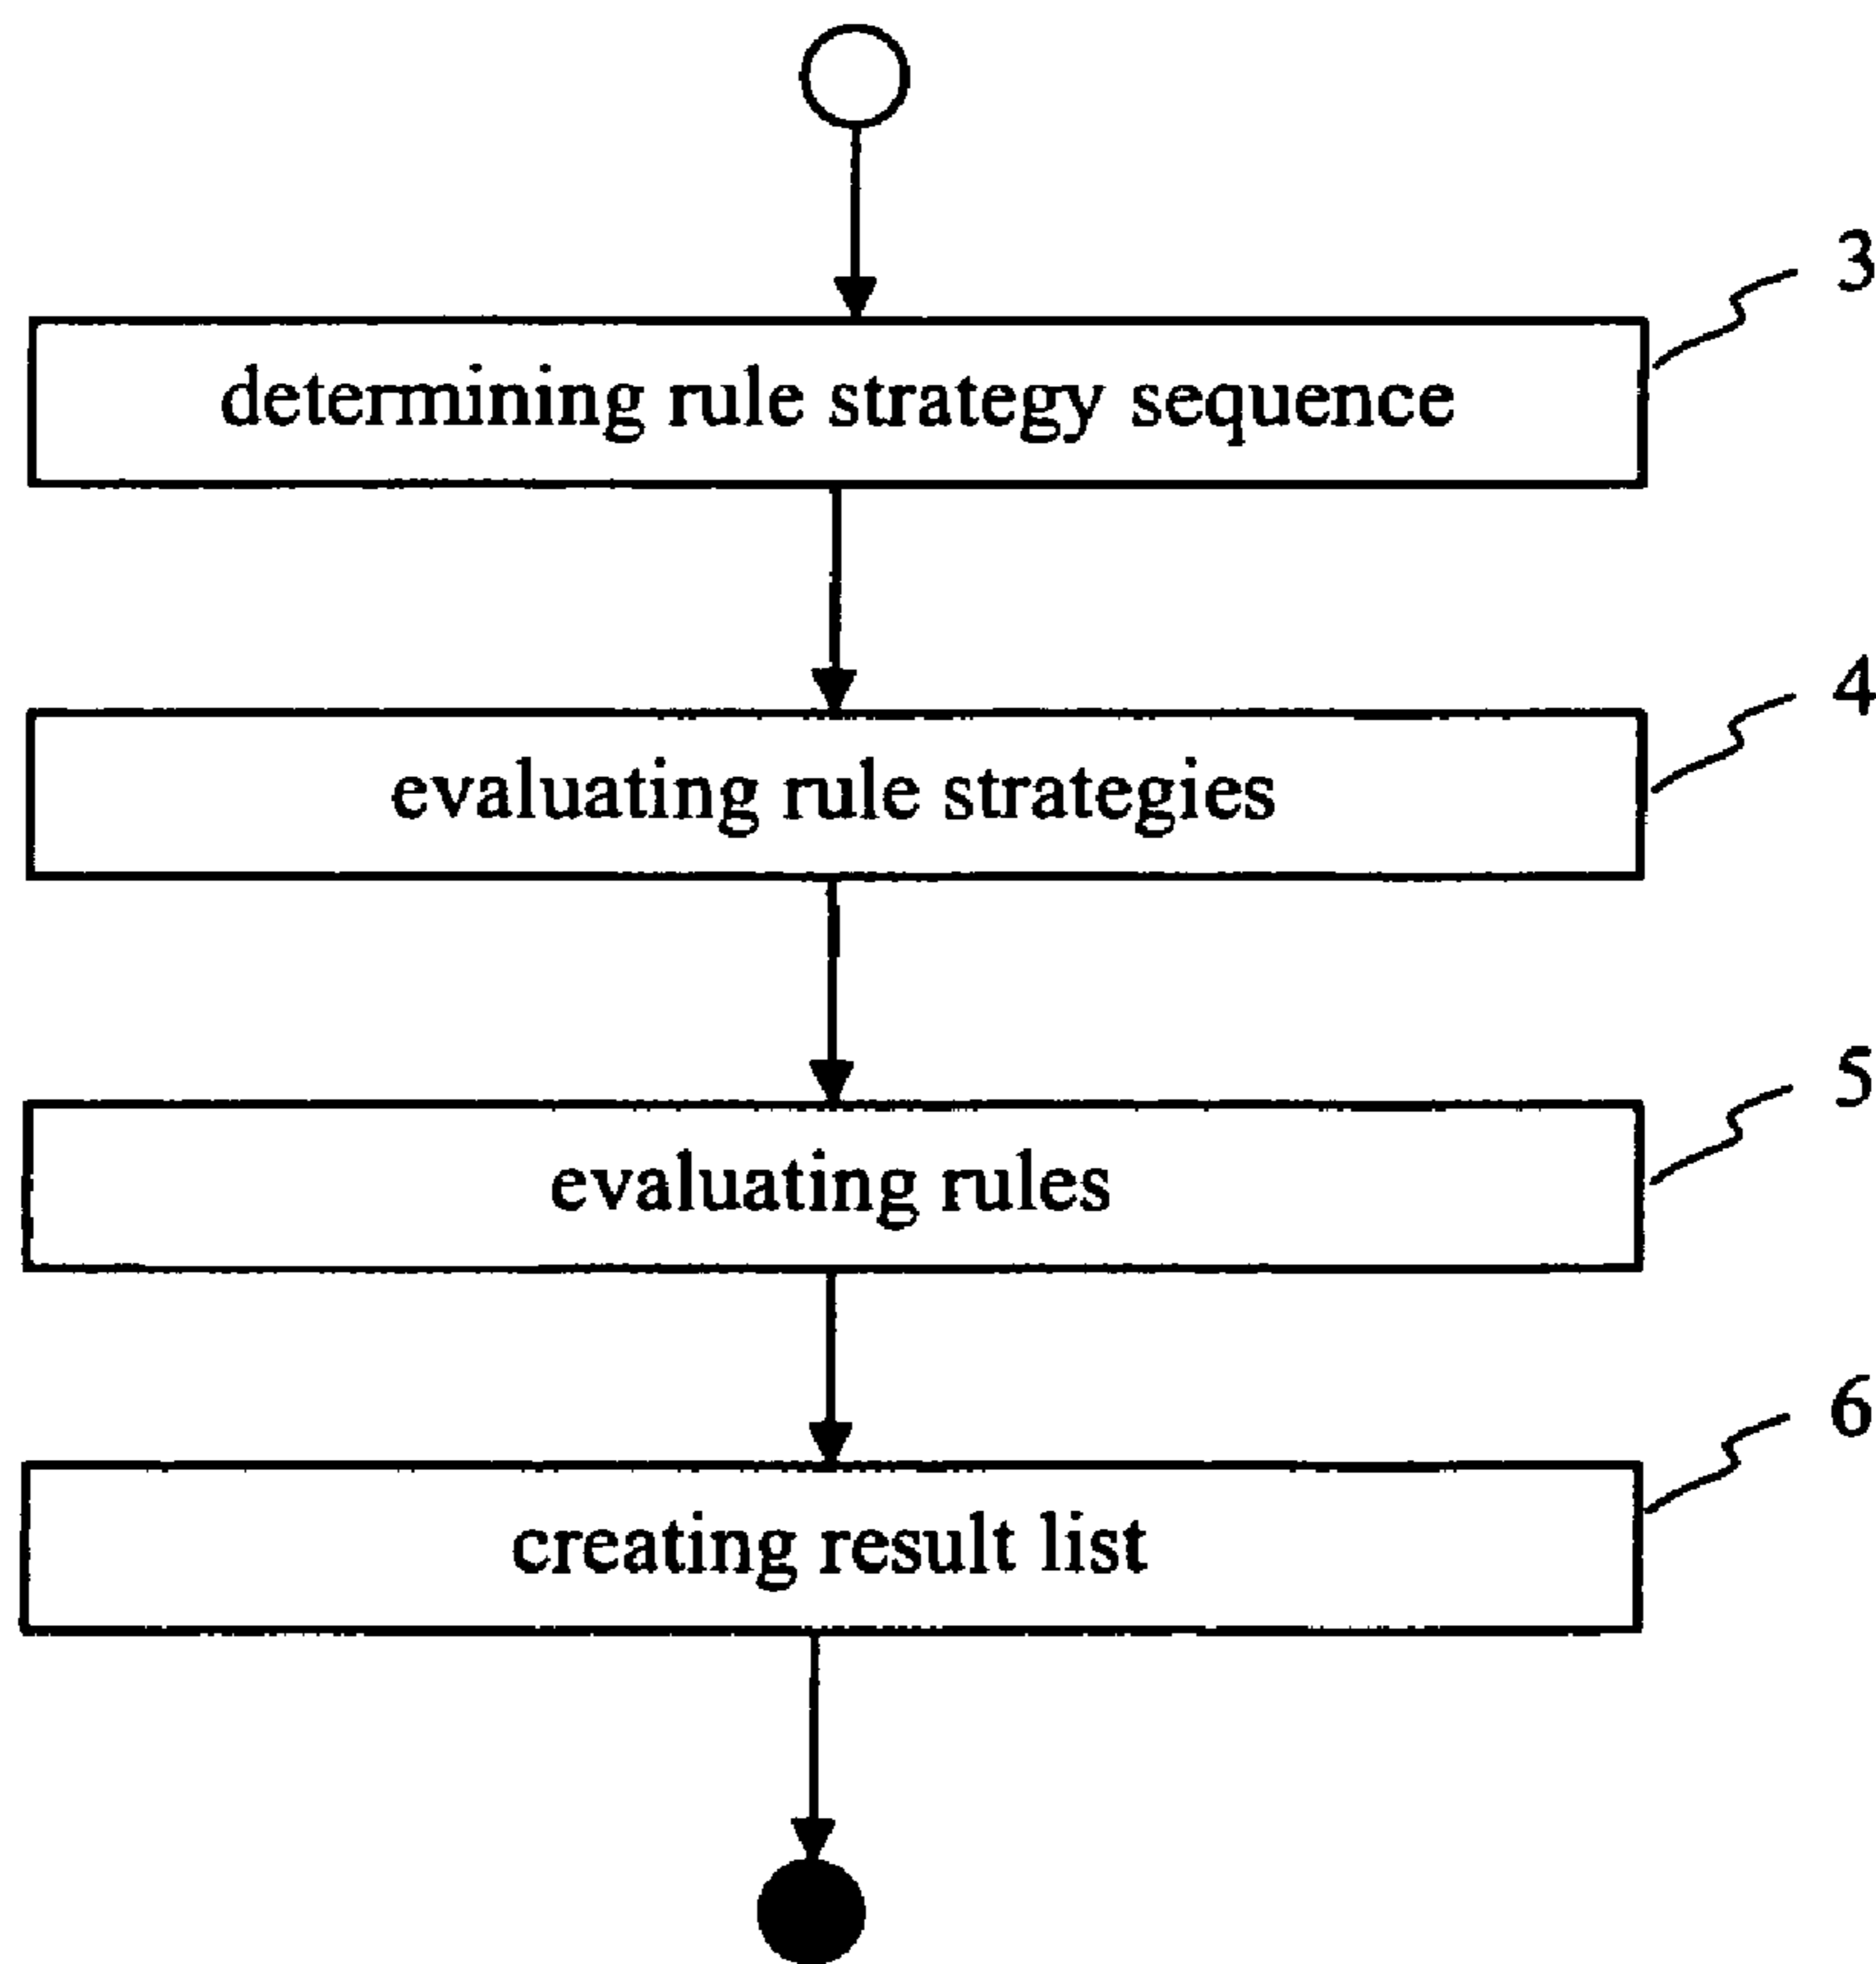 3
determining rule strategy sequence
4
evaluating rule strategies
5
evaluating rules
6
creating result list